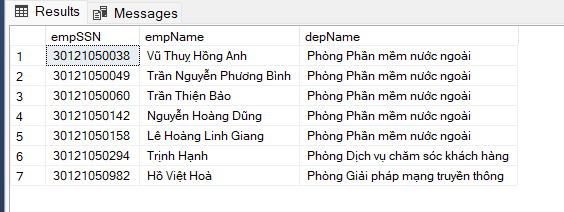 Results Messages
empSSN empName depName
1 30121050038 Vũ Thuỵ Hồng Anh Phòng Phần mềm nước ngoài
2 30121050049 Trần Nguyễn Phương Bình Phòng Phần mềm nước ngoài
3 30121050060 Trần Thiện Bảo Phòng Phần mềm nước ngoài
4 30121050142 Nguyễn Hoàng Dũng Phòng Phần mềm nước ngoài
5 30121050158 Lê Hoàng Linh Giang Phòng Phần mềm nước ngoài
6 30121050294 Trịnh Hạnh Phòng Dịch vụ chăm sóc khách hàng
7 30121050982 Hồ Việt Hoà Phòng Giải pháp mạng truyền thông